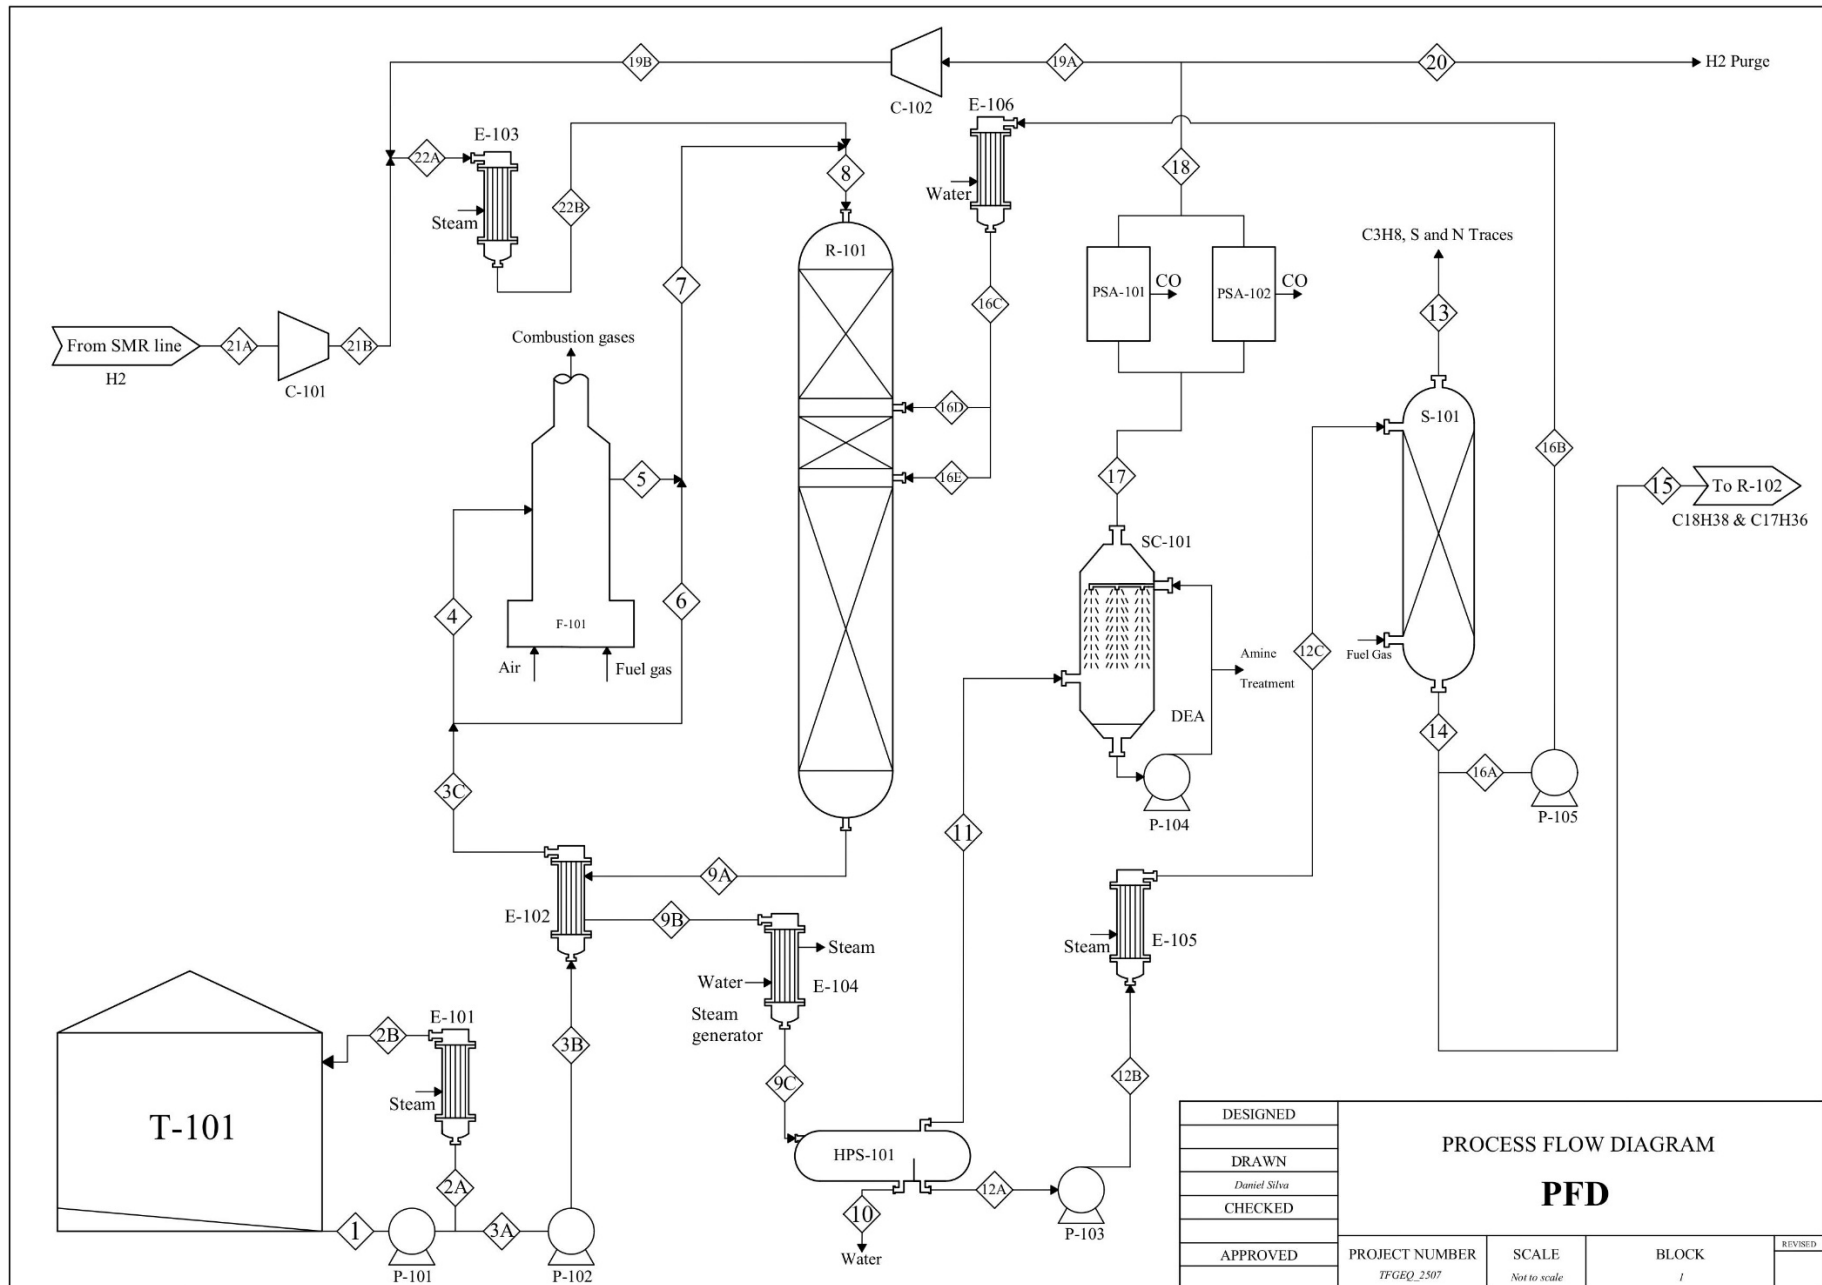 19B
19A
20
H2 Purge
C-102
E-106
E-103
22A
8
18
Water
Steam
22B
C3H8, S and N Traces
R-101
7
16C
PSA-101
CO
PSA-102
CO
13
From SMR line
21A
21B
Combustion gases
H2
C-101
16D
S-101
16B
5
16E
17
15
To R-102
C18H38 & C17H36
SC-101
4
6
F-101
Air
Fuel gas
Fuel Gas
12C
Amine
Treatment
DEA
14
3C
16A
P-104
P-105
11
9A
E-102
9B
Steam
Steam
E-105
Water
E-104
Steam
generator
E-101
2B
3B
9C
12B
Steam
T-101
HPS-101
2A
12A
1
3A
10
Water
P-103
P-101
P-102
DESIGNED
DRAWN
Daniel Silva
CHECKED
APPROVED
PROCESS FLOW DIAGRAM
PFD
PROJECT NUMBER
TFGEQ_2507
SCALE
Not to scale
BLOCK
1
REVISED